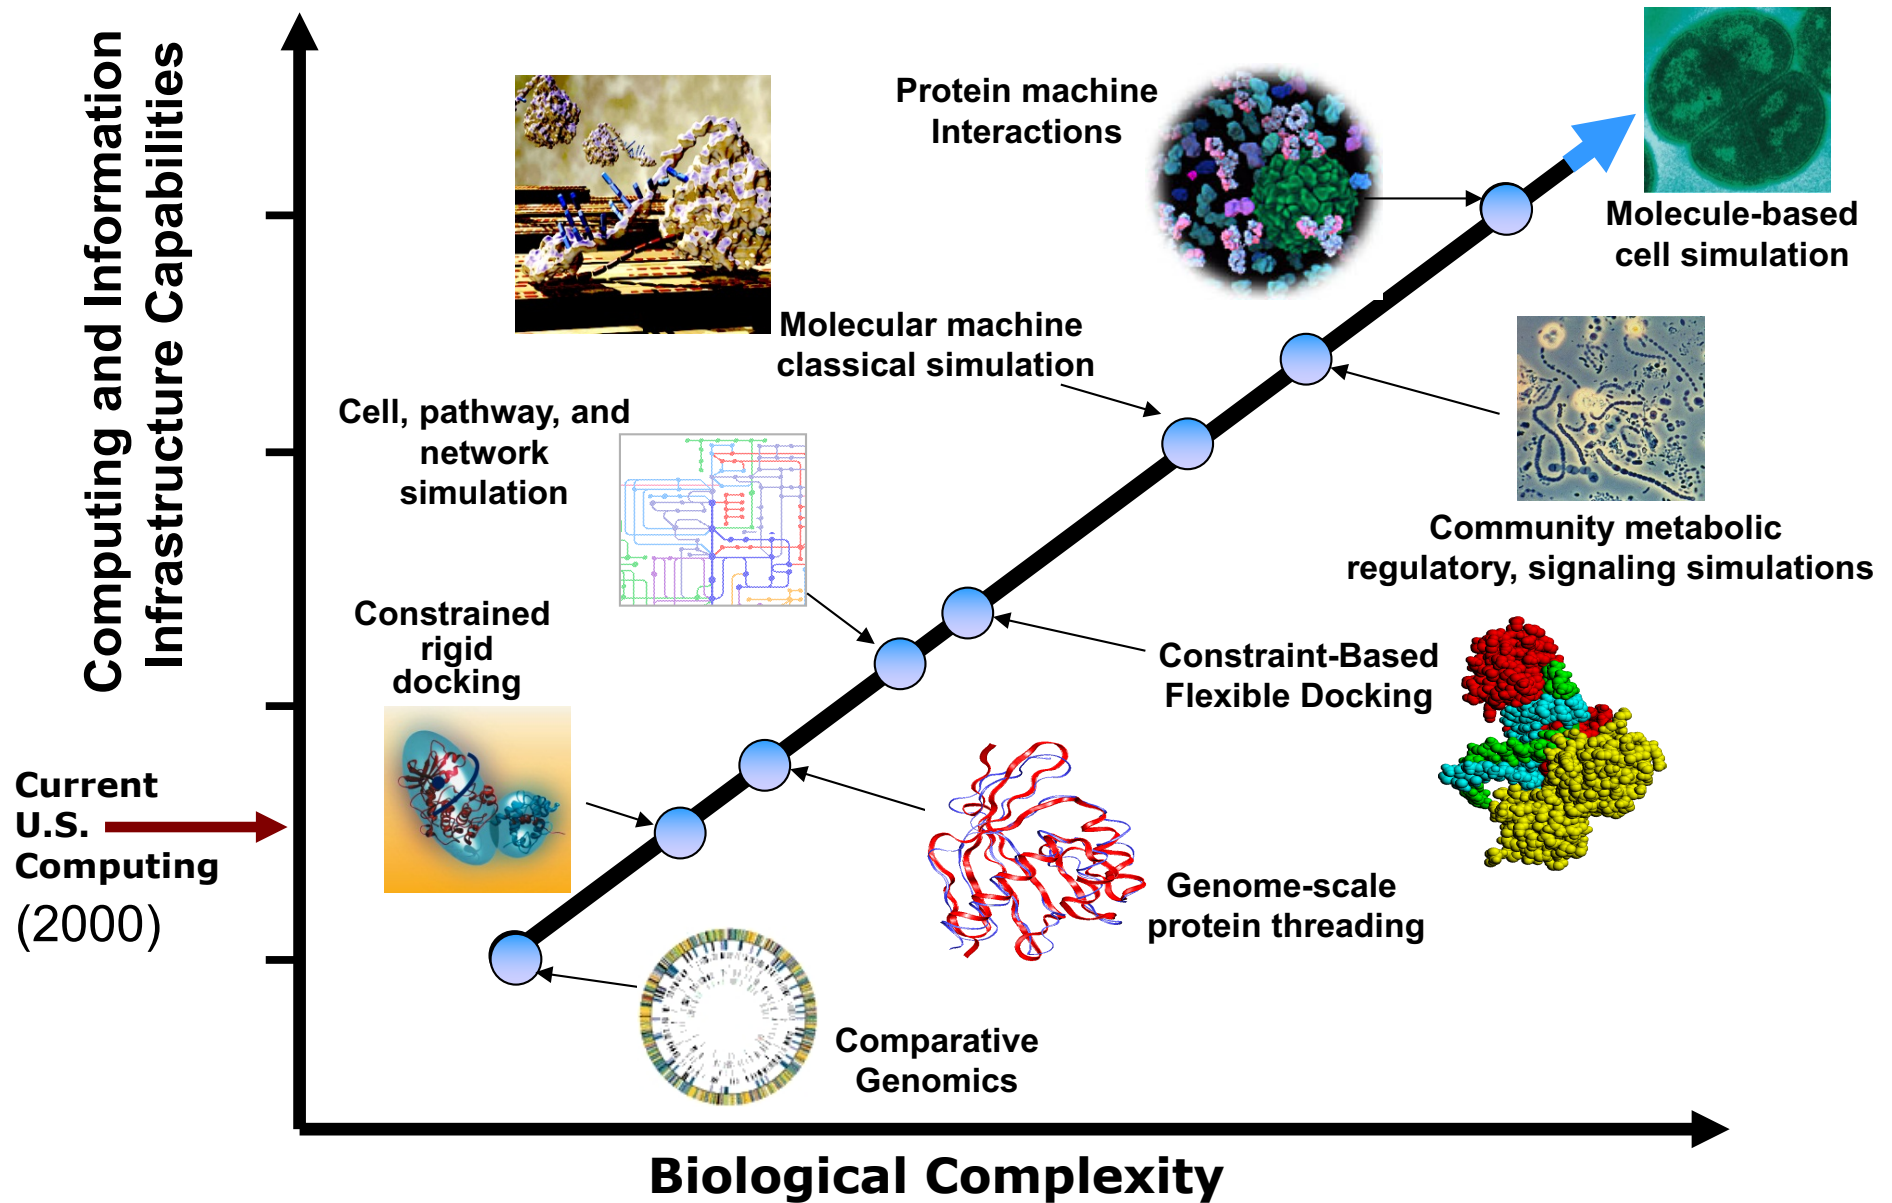 Computing and Information
Infrastructure Capabilities
Protein machine
Interactions
Molecule-based
cell simulation
Molecular machine
classical simulation
Cell, pathway, and
network
simulation
Community metabolic
regulatory, signaling simulations
Constrained
rigid
docking
Constraint-Based
Flexible Docking
Current
U.S.
Computing
(2000)
Genome-scale
protein threading
Comparative
Genomics
Biological Complexity